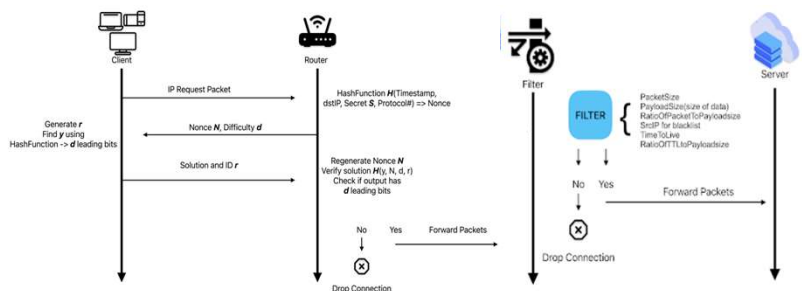 Client
Router
Filter
Server
IP Request Packet
HashFunction H(Timestamp,
dstIP, Secret S, Protocol#) => Nonce
Generate r
Find y using
HashFunction -> d leading bits
Nonce N, Difficulty d
Solution and ID r
Regenerate Nonce N
Verify solution H(y, N, d, r)
Check if output has
d leading bits
No Yes Forward Packets
Drop Connection
FILTER
PacketSize
PayloadSize(size of data)
RatioOfPacketToPayloadsize
SrcIP for blacklist
TimeToLive
RatioOfTTLtoPayloadsize
No Yes
Forward Packets
Drop Connection